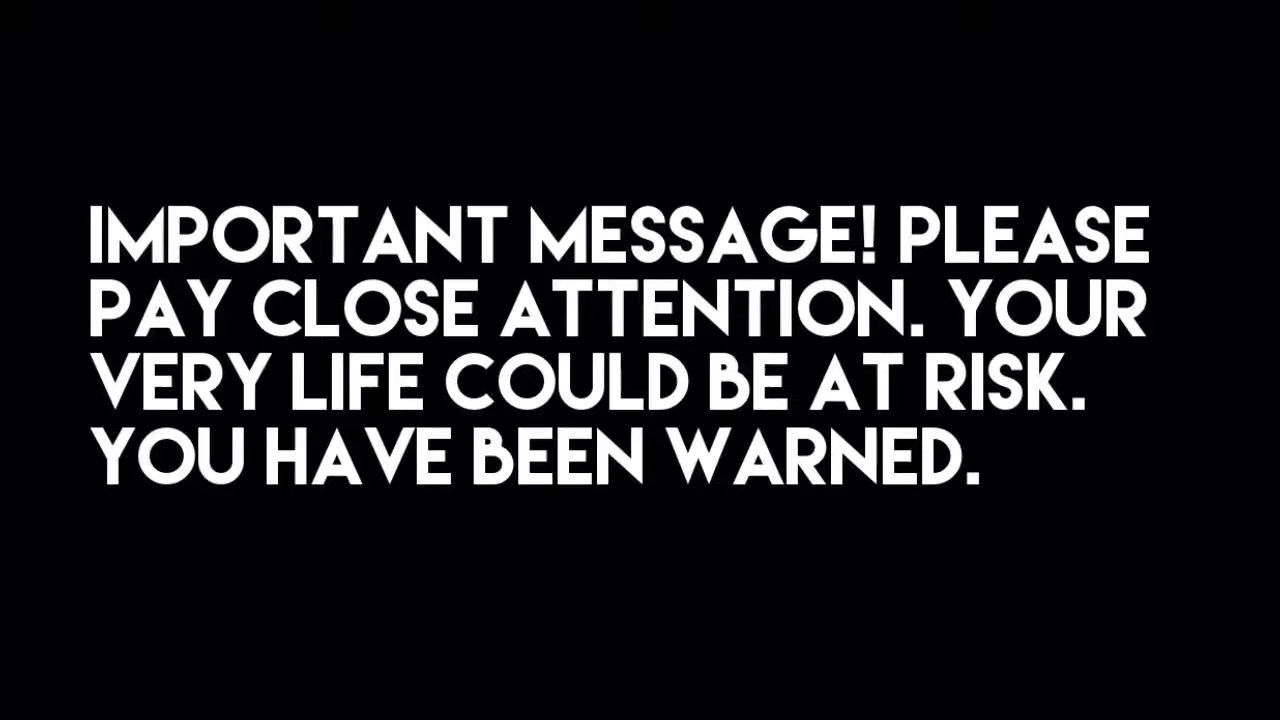 IMPORTANT MESSAGE! PLEASE
PAY CLOSE ATTENTION. YOUR
VERY LIFE COULD BE AT RISK.
YOU HAVE BEEN WARNED.